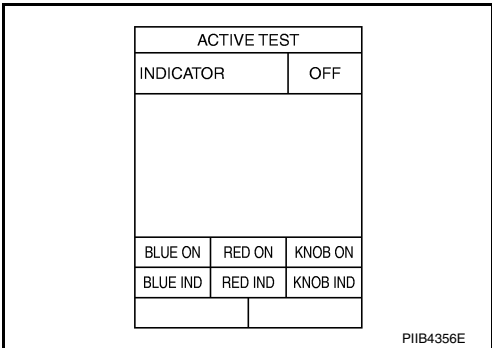 ACTIVE TEST
INDICATOR OFF
BLUE ON RED ON KNOB ON
BLUE IND RED IND KNOB IND
PIIB4356E